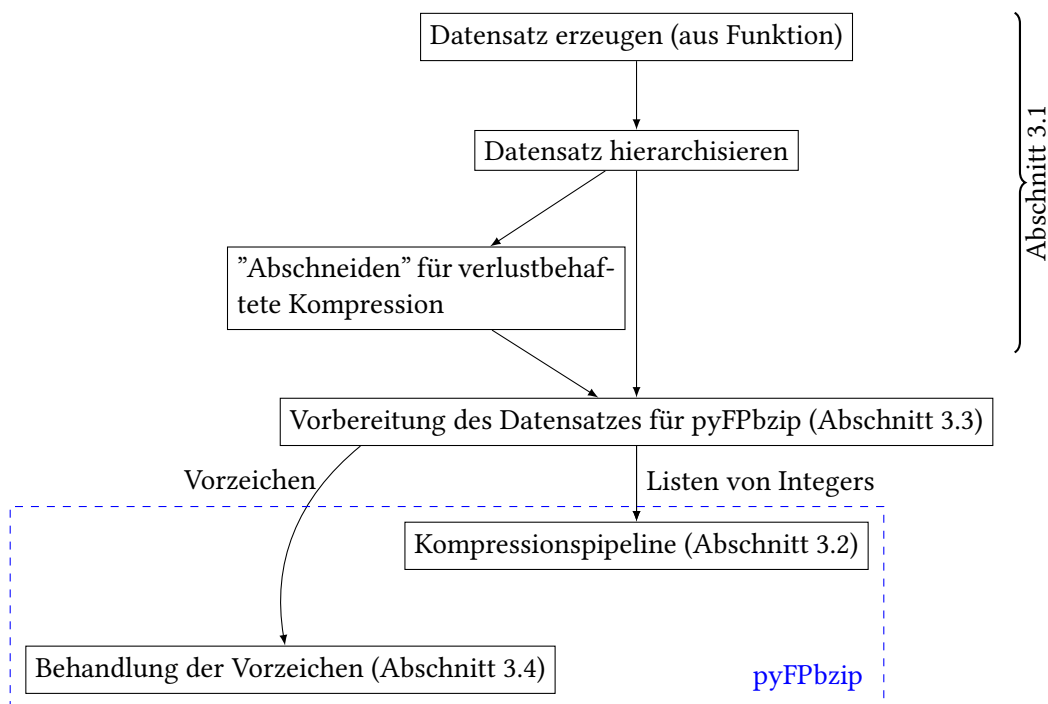 Datensatz erzeugen (aus Funktion)
Datensatz hierarchisieren
Abschnitt 3.1
”Abschneiden” für verlustbehaf-
tete Kompression
Vorbereitung des Datensatzes für pyFPbzip (Abschnitt 3.3)
Vorzeichen
Listen von Integers
Kompressionspipeline (Abschnitt 3.2)
Behandlung der Vorzeichen (Abschnitt 3.4)
pyFPbzip